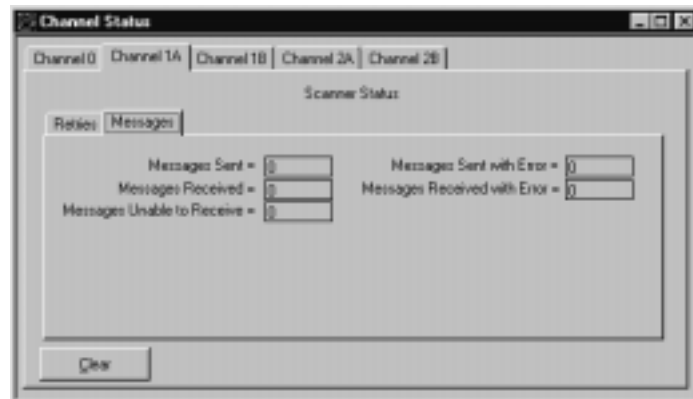 Channel Status
Channel 0 Channel 1A Channel 1B Channel 2A Channel 2B
Scanner Status
Retries Messages
Messages Sent = 0 Messages Sent with Error = 0
Messages Received = 0 Messages Received with Error = 0
Messages Unable to Receive = 0
Clear